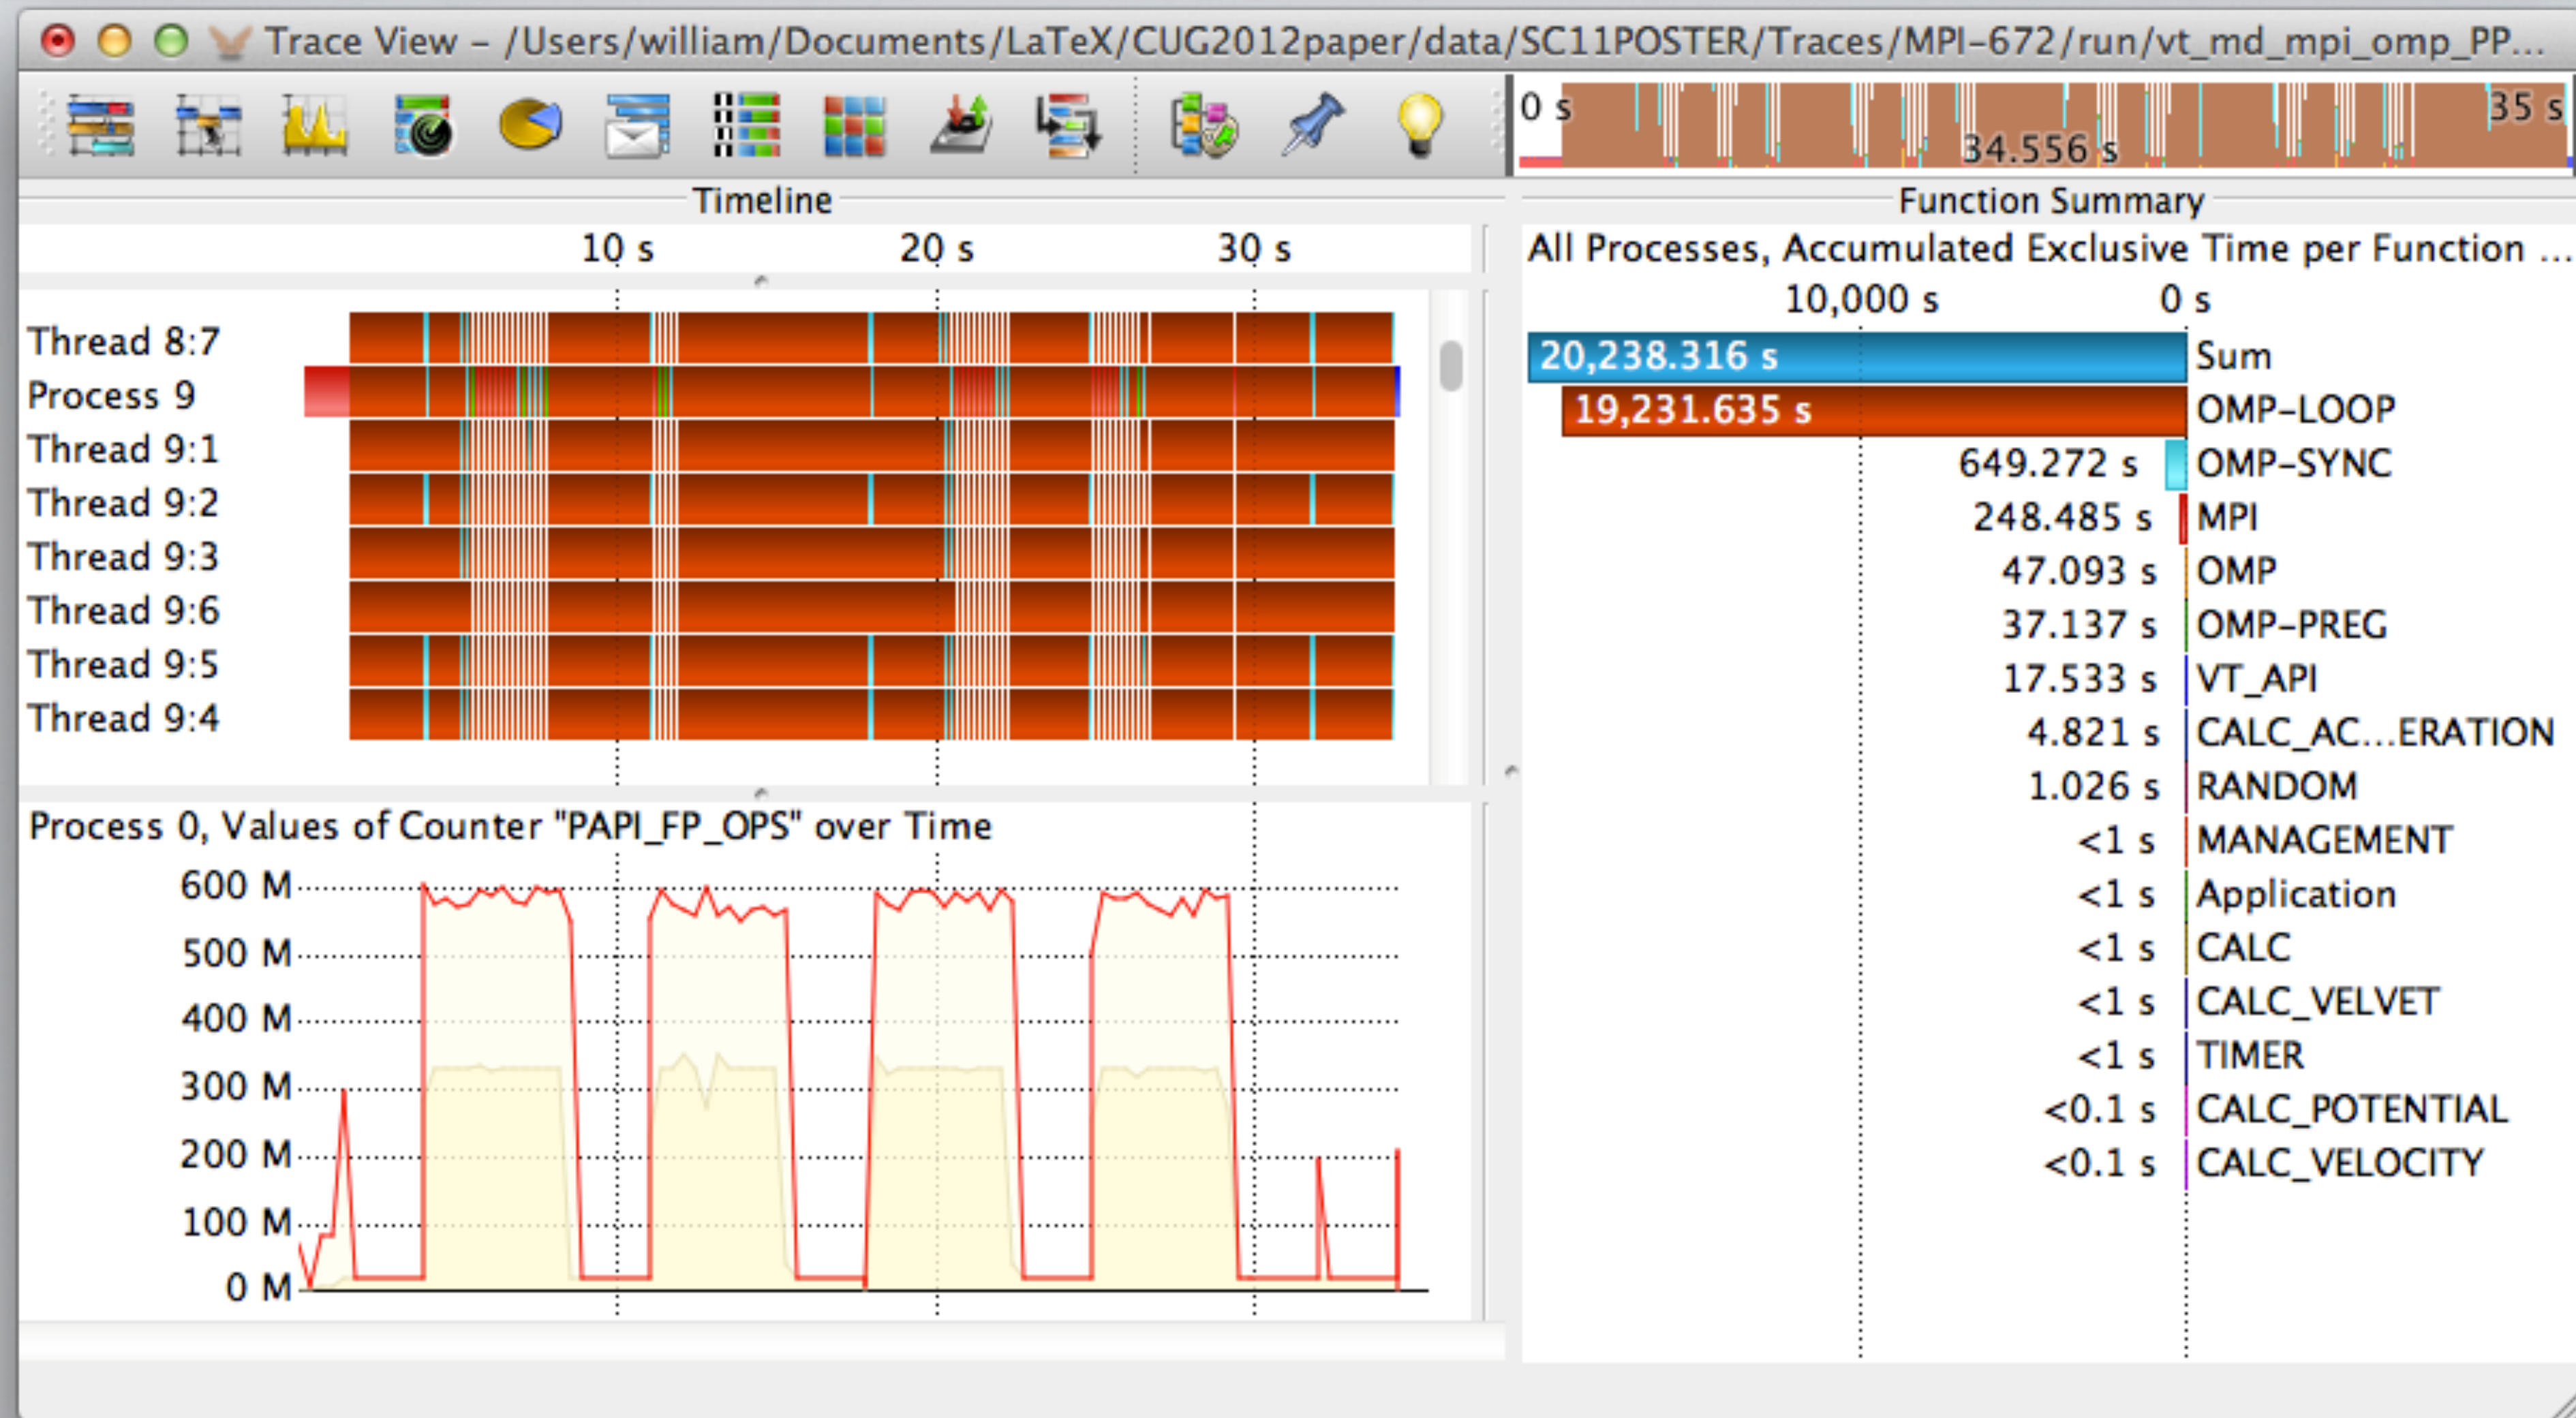 Trace View – /Users/william/Documents/LaTeX/CUG2012paper/data/SC11POSTER/Traces/MPI-672/run/vt_md_mpi_omp_PP...
0 s
35 s
34.556 s
Timeline
10 s 20 s 30 s
Thread 8:7
Process 9
Thread 9:1
Thread 9:2
Thread 9:3
Thread 9:6
Thread 9:5
Thread 9:4
Process 0, Values of Counter "PAPI_FP_OPS" over Time
600 M
500 M
400 M
300 M
200 M
100 M
0 M
Function Summary
All Processes, Accumulated Exclusive Time per Function ...
10,000 s 0 s
20,238.316 s Sum
19,231.635 s OMP-LOOP
649.272 s OMP-SYNC
248.485 s MPI
47.093 s OMP
37.137 s OMP-PREG
17.533 s VT_API
4.821 s CALC_AC...ERATION
1.026 s RANDOM
<1 s MANAGEMENT
<1 s Application
<1 s CALC
<1 s CALC_VELVET
<1 s TIMER
<0.1 s CALC_POTENTIAL
<0.1 s CALC_VELOCITY